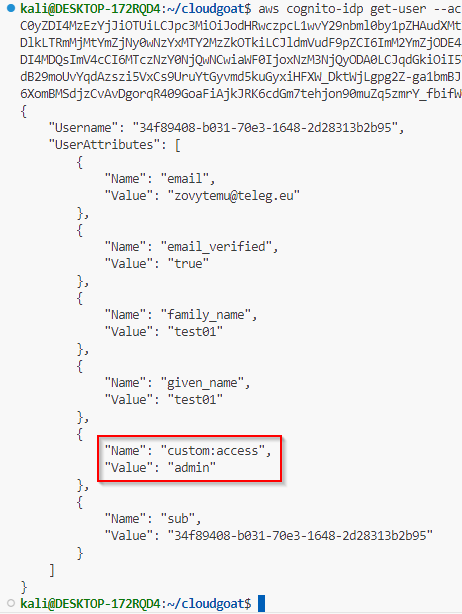 kali@DESKTOP-172RQD4:~/cloudgoat$ aws cognito-idp get-user --ac
C0yZDI4MzEzYjJiOTUiLCJpc3MiOiJodHRwczpcL1wvY29nbml0by1pZHAudXMt
DlkLTRmMjMtYmZjNy0wNzYxMTY2MzZkOTkiLCJldmVudF9pZCI6ImM2YmZjODE4
DI4MDQsImV4cCI6MTczNzY0NjQwNCwiaWF0IjoxNzM3NjQyODA0LCJqdGkiOiI5
dB29moUvYqdAzszi5VxCs9UruYtGyvmd5kuGyxiHFXW_DktWjLgpg2Z-ga1bmBJ
6XomBMSdjzCvAvDgorqR409GoaFiAjkJRK6cdGm7tehjon90muZq5zmrY_fbifW
{
"Username": "34f89408-b031-70e3-1648-2d28313b2b95",
"UserAttributes": [
{
"Name": "email",
"Value": "zovytemu@teleg.eu"
},
{
"Name": "email_verified",
"Value": "true"
},
{
"Name": "family_name",
"Value": "test01"
},
{
"Name": "given_name",
"Value": "test01"
},
{
"Name": "custom:access",
"Value": "admin"
},
{
"Name": "sub",
"Value": "34f89408-b031-70e3-1648-2d28313b2b95"
}
]
}
kali@DESKTOP-172RQD4:~/cloudgoat$